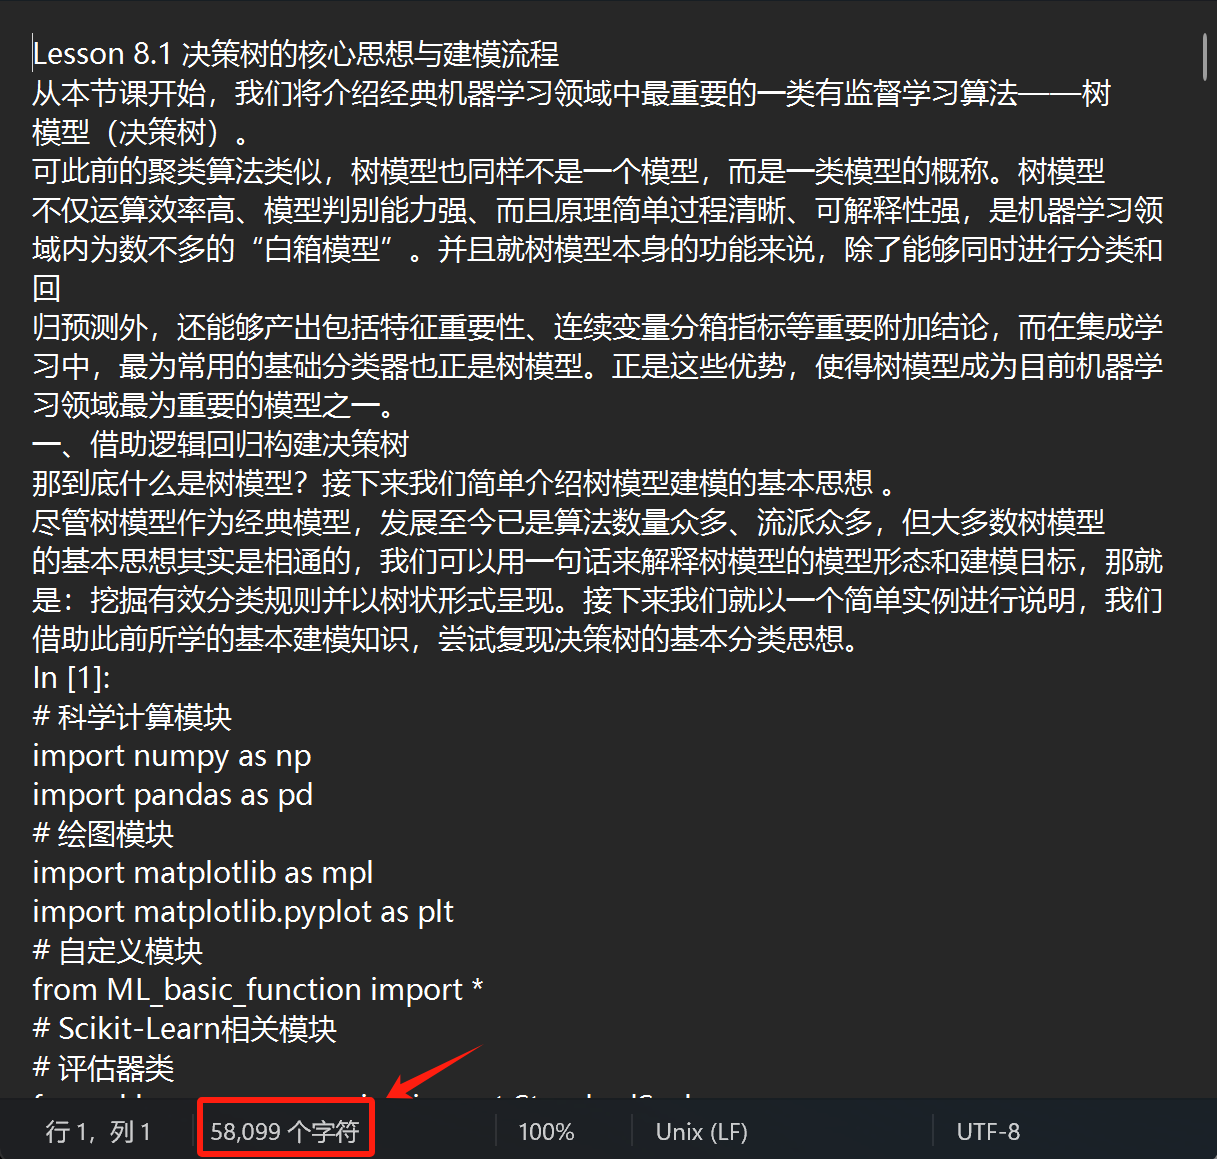 Lesson 8.1 决策树的核心思想与建模流程
从本节课开始，我们将介绍经典机器学习领域中最重要的一类有监督学习算法——树
模型（决策树）。
可此前的聚类算法类似，树模型也同样不是一个模型，而是一类模型的概称。树模型
不仅运算效率高、模型判别能力强、而且原理简单过程清晰、可解释性强，是机器学习领
域内为数不多的“白箱模型”。并且就树模型本身的功能来说，除了能够同时进行分类和
回
归预测外，还能够产出包括特征重要性、连续变量分箱指标等重要附加结论，而在集成学
习中，最为常用的基础分类器也正是树模型。正是这些优势，使得树模型成为目前机器学
习领域最为重要的模型之一。
一、借助逻辑回归构建决策树
那到底什么是树模型？接下来我们简单介绍树模型建模的基本思想 。
尽管树模型作为经典模型，发展至今已是算法数量众多、流派众多，但大多数树模型
的基本思想其实是相通的，我们可以用一句话来解释树模型的模型形态和建模目标，那就
是：挖掘有效分类规则并以树状形式呈现。接下来我们就以一个简单实例进行说明，我们
借助此前所学的基本建模知识，尝试复现决策树的基本分类思想。
In [1]:
# 科学计算模块
import numpy as np
import pandas as pd
# 绘图模块
import matplotlib as mpl
import matplotlib.pyplot as plt
# 自定义模块
from ML_basic_function import *
# Scikit-Learn相关模块
# 评估器类
行 1，列 1
58,099 个字符
100%
Unix (LF)
UTF-8